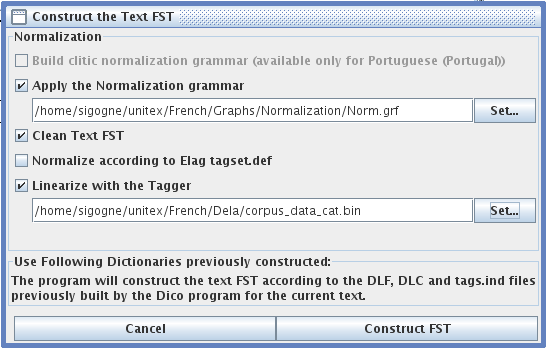 Construct the Text FST
Normalization
Build clitic normalization grammar (available only for Portuguese (Portugal))
Apply the Normalization grammar
/home/sigogne/unitex/French/Graphs/Normalization/Norm.grf
Set...
Clean Text FST
Normalize according to Elag tagset.def
Linearize with the Tagger
/home/sigogne/unitex/French/Dela/corpus_data_cat.bin
Set...
Use Following Dictionaries previously constructed:
The program will construct the text FST according to the DLF, DLC and tags.ind files
previously built by the Dico program for the current text.
Cancel
Construct FST